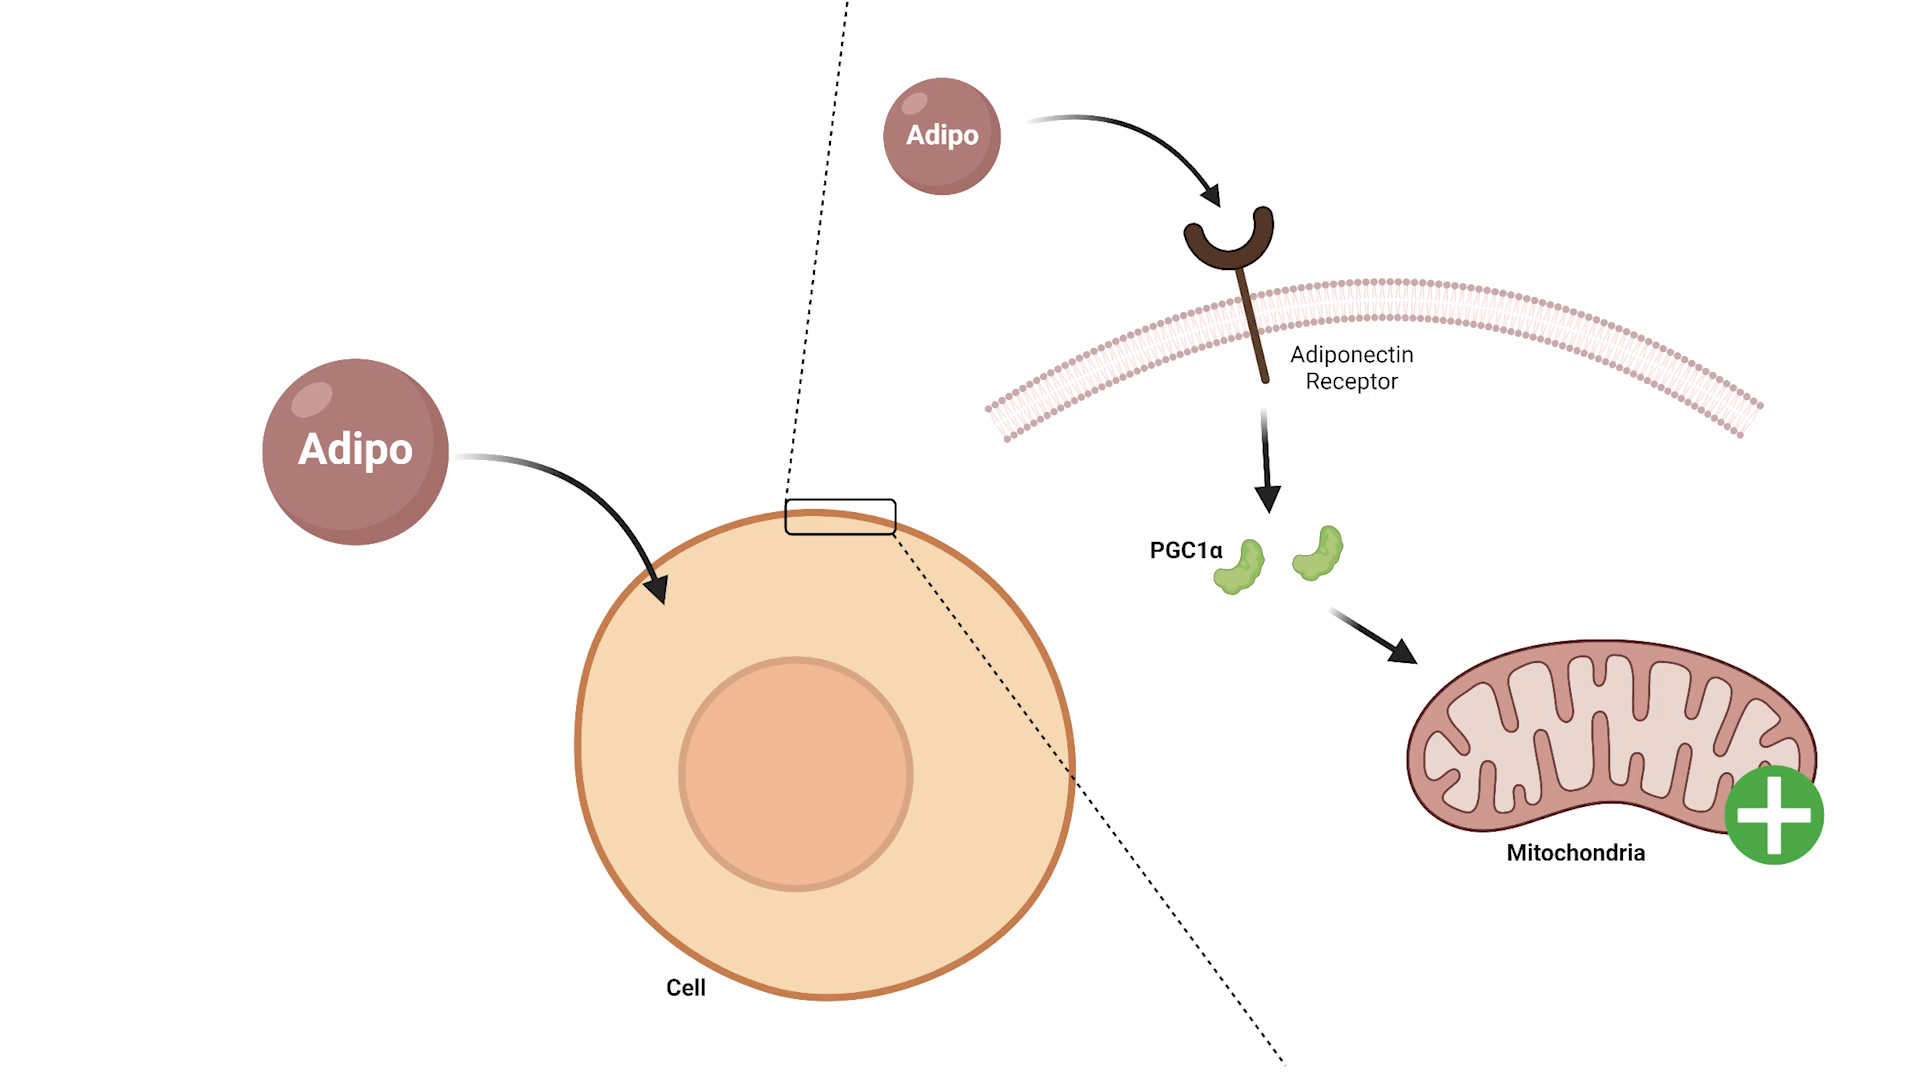 Adipo
Adiponectin
Receptor
Adipo
PGC1α
Mitochondria
Cell